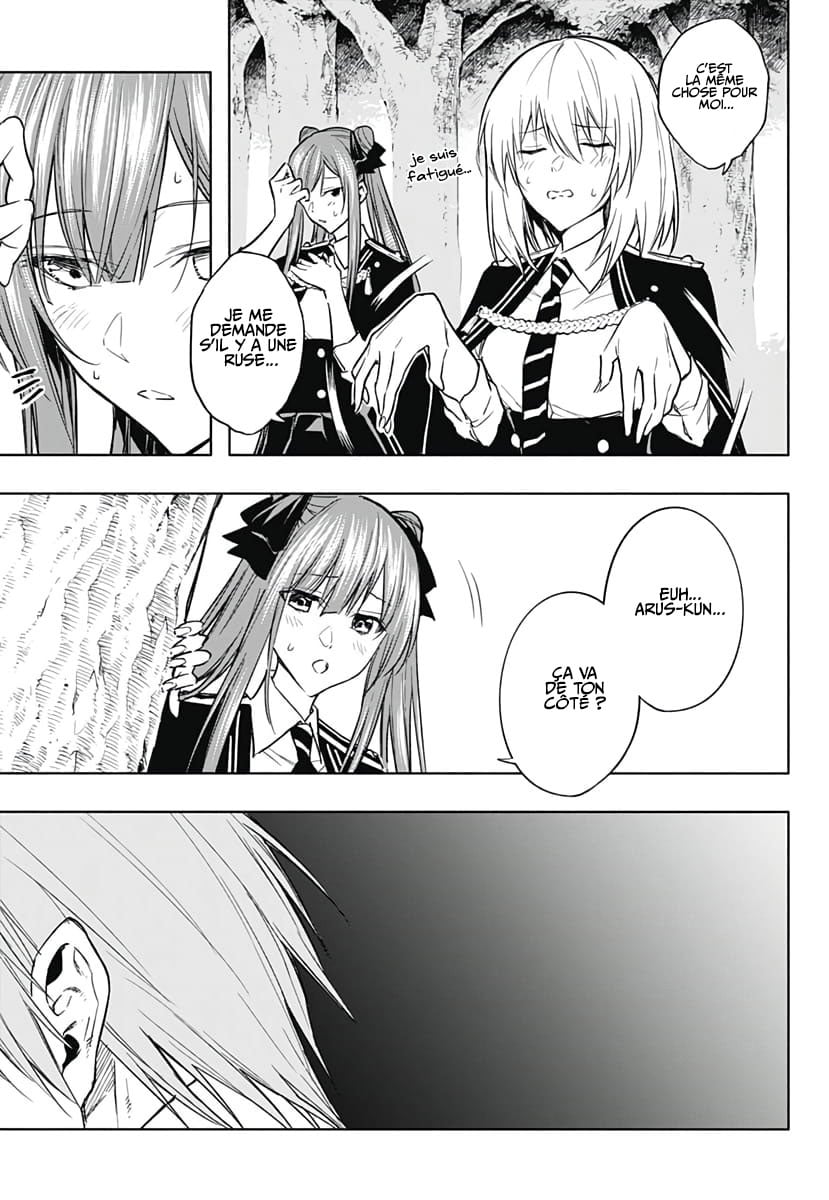 C'EST
LA MÊME
CHOSE POUR
MOI...
je suis
fatigué...
JE ME
DEMANDE
S'IL Y A UNE
RUSE...
EUH...
ARUS-KUN...
ÇA VA
DE TON
CÔTÉ ?